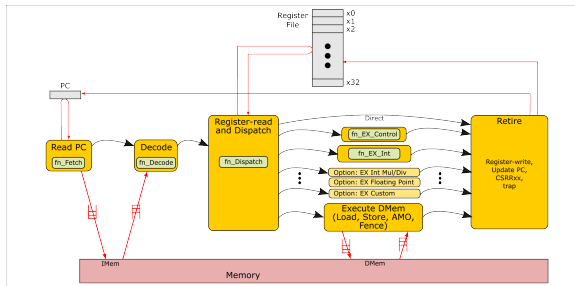 Register
File
x0
x1
x2
x32
PC
Read PC
fn_Fetch
Decode
fn_Decode
Register-read
and Dispatch
fn_Dispatch
Direct
fn_EX_Control
fn_EX_Int
Option: EX Int Mul/Div
Option: EX Floating Point
Option: EX Custom
Execute DMem
(Load, Store, AMO,
Fence)
Retire
Register-write,
Update PC,
CSRRxx,
trap
IMem
DMem
Memory